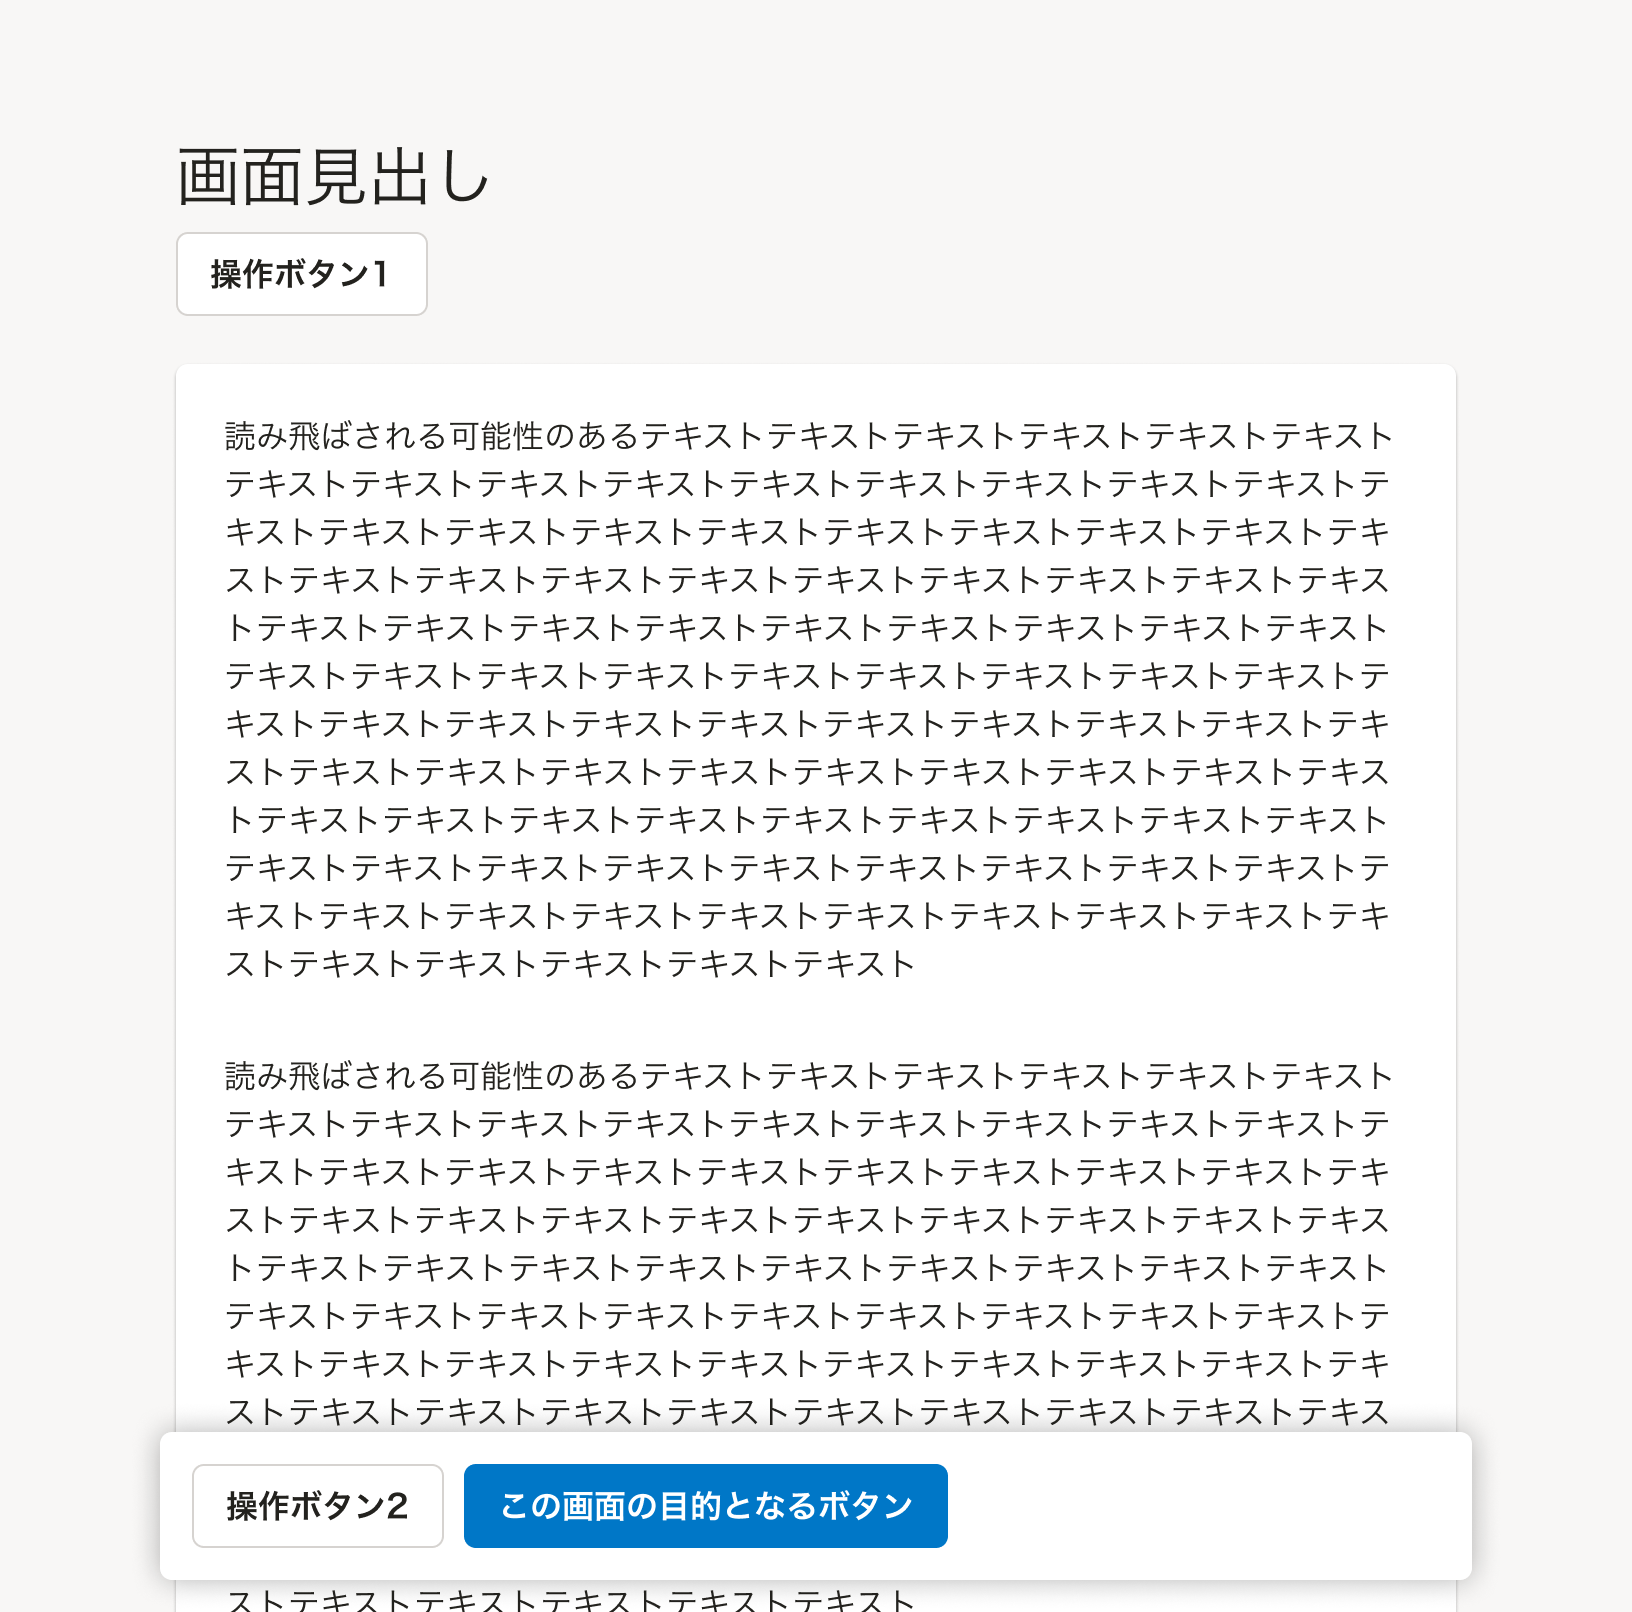 画面見出し
操作ボタン1
読み飛ばされる可能性のあるテキストテキストテキストテキストテキストテキスト
テキストテキストテキストテキストテキストテキストテキストテキストテキストテ
キストテキストテキストテキストテキストテキストテキストテキストテキストテキ
ストテキストテキストテキストテキストテキストテキストテキストテキストテキス
トテキストテキストテキストテキストテキストテキストテキストテキストテキスト
テキストテキストテキストテキストテキストテキストテキストテキストテキストテ
キストテキストテキストテキストテキストテキストテキストテキストテキストテキ
ストテキストテキストテキストテキストテキストテキストテキストテキストテキス
トテキストテキストテキストテキストテキストテキストテキストテキストテキスト
テキストテキストテキストテキストテキストテキストテキストテキストテキストテ
キストテキストテキストテキストテキストテキストテキストテキストテキストテキ
ストテキストテキストテキストテキストテキスト
読み飛ばされる可能性のあるテキストテキストテキストテキストテキストテキスト
テキストテキストテキストテキストテキストテキストテキストテキストテキストテ
キストテキストテキストテキストテキストテキストテキストテキストテキストテキ
ストテキストテキストテキストテキストテキストテキストテキストテキストテキス
トテキストテキストテキストテキストテキストテキストテキストテキストテキスト
テキストテキストテキストテキストテキストテキストテキストテキストテキストテ
キストテキストテキストテキストテキストテキストテキストテキストテキストテキ
ストテキストテキストテキストテキストテキストテキストテキストテキストテキス
操作ボタン2 この画面の目的となるボタン
ストテキストテキストテキストテキストテキスト